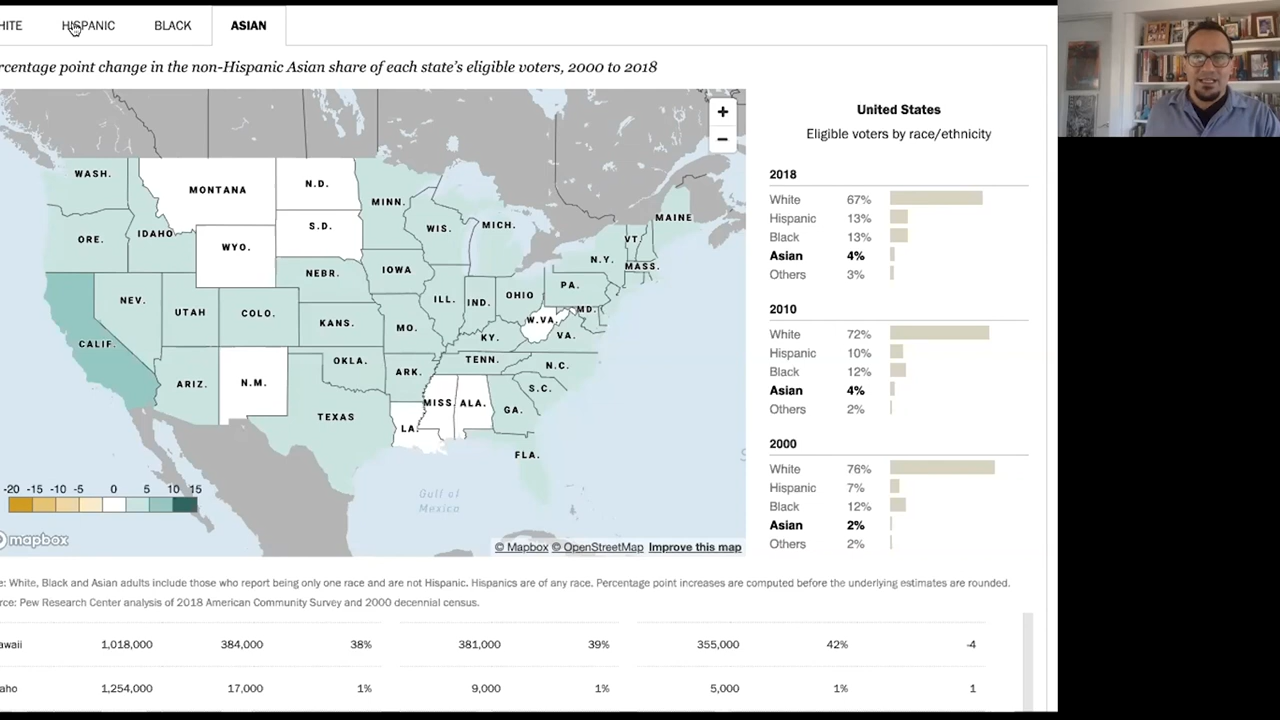 HITE HISPANIC BLACK ASIAN
rcentage point change in the non-Hispanic Asian share of each state's eligible voters, 2000 to 2018
+
−
WASH.
MONTANA
N.D.
MINN.
ORE.
IDAHO
WYO.
S.D.
WIS.
MICH.
VT.
MAINE
N.Y.
MASS.
NEV.
UTAH
COLO.
NEBR.
IOWA
ILL.
IND.
OHIO
PA.
MD.
CALIF.
KANS.
MO.
KY.
W.VA.
VA.
ARIZ.
N.M.
OKLA.
ARK.
TENN.
N.C.
TEXAS
LA.
MISS.
ALA.
GA.
S.C.
FLA.
Gulf of
Mexico
-20 -15 -10 -5 0 5 10 15
mapbox
© Mapbox © OpenStreetMap Improve this map
United States
Eligible voters by race/ethnicity
2018
White 67%
Hispanic 13%
Black 13%
Asian 4%
Others 3%
2010
White 72%
Hispanic 10%
Black 12%
Asian 4%
Others 2%
2000
White 76%
Hispanic 7%
Black 12%
Asian 2%
Others 2%
e: White, Black and Asian adults include those who report being only one race and are not Hispanic. Hispanics are of any race. Percentage point increases are computed before the underlying estimates are rounded.
rce: Pew Research Center analysis of 2018 American Community Survey and 2000 decennial census.
awaii 1,018,000 384,000 38% 381,000 39% 355,000 42% -4
aho 1,254,000 17,000 1% 9,000 1% 5,000 1% 1